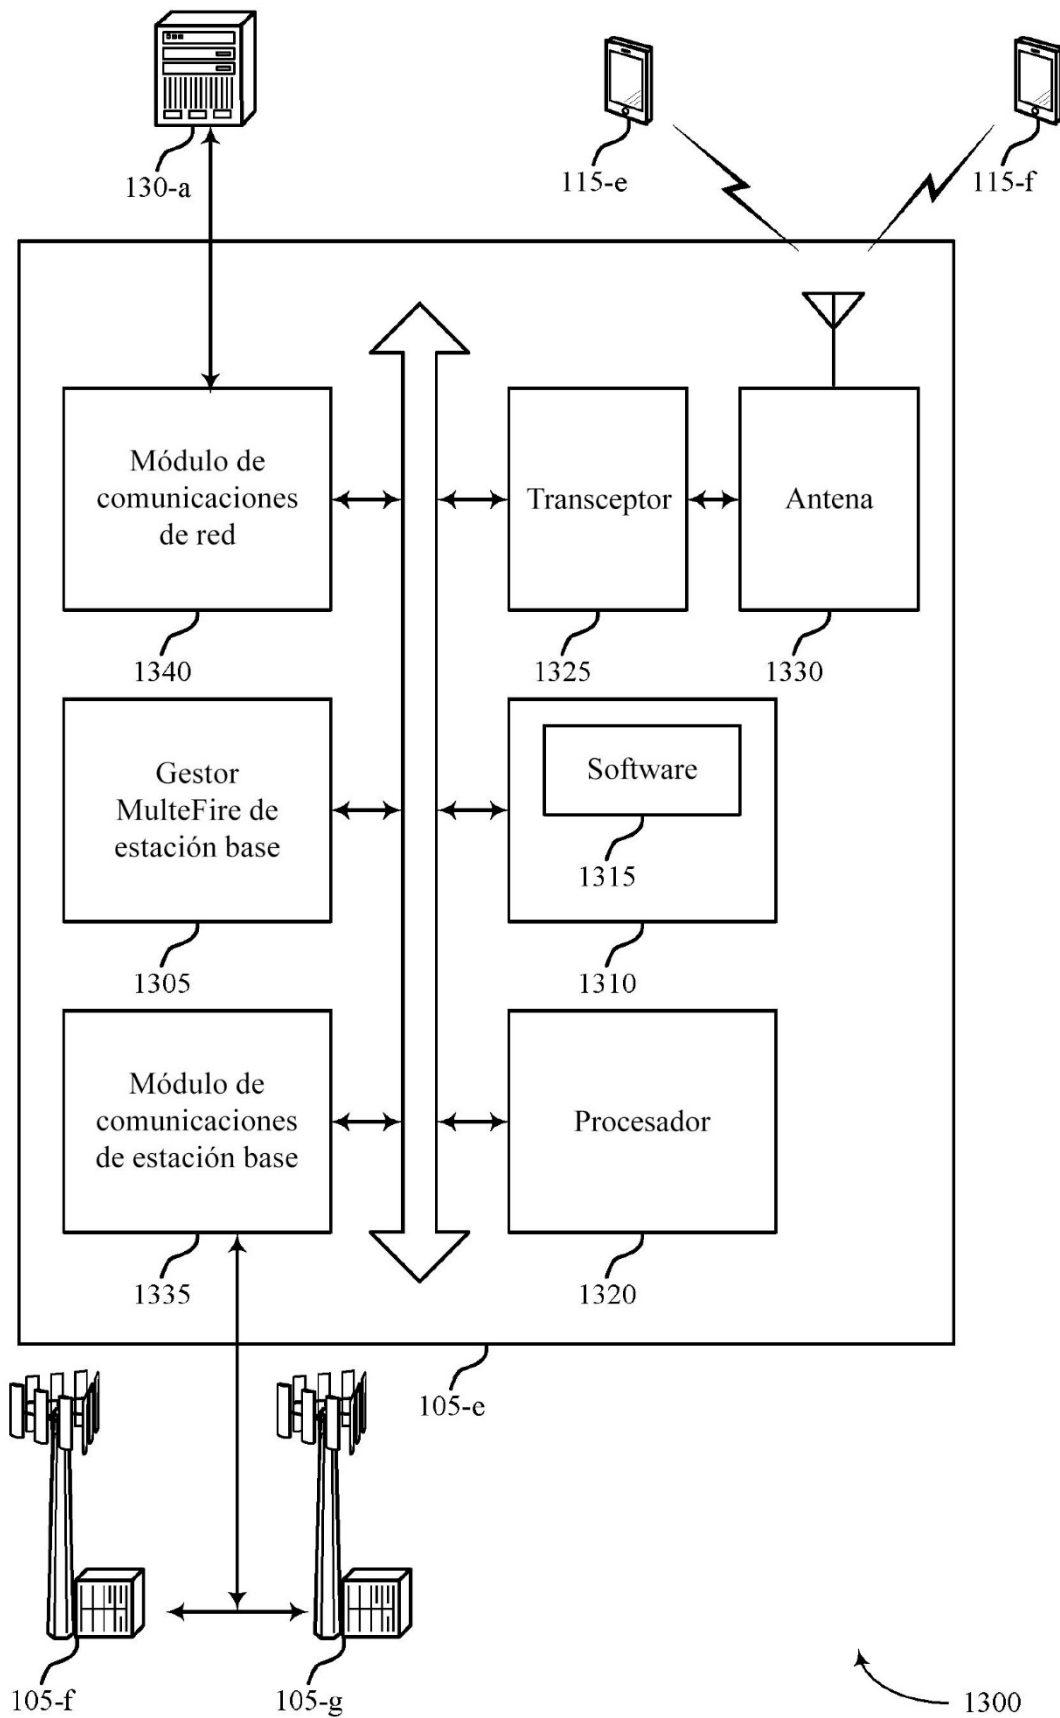 130-a
115-e
115-f
Módulo de
comunicaciones
de red
Transceptor
Antena
1340
1325
1330
Gestor
MulteFire de
estación base
Software
1315
1305
1310
Módulo de
comunicaciones
de estación base
Procesador
1335
1320
105-e
105-f
105-g
1300